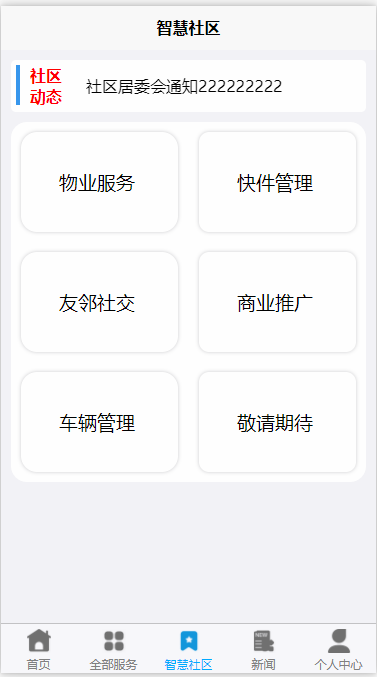 智慧社区
社区
动态
社区居委会通知222222222
物业服务
快件管理
友邻社交
商业推广
车辆管理
敬请期待
首页
全部服务
智慧社区
NEW
新闻
个人中心